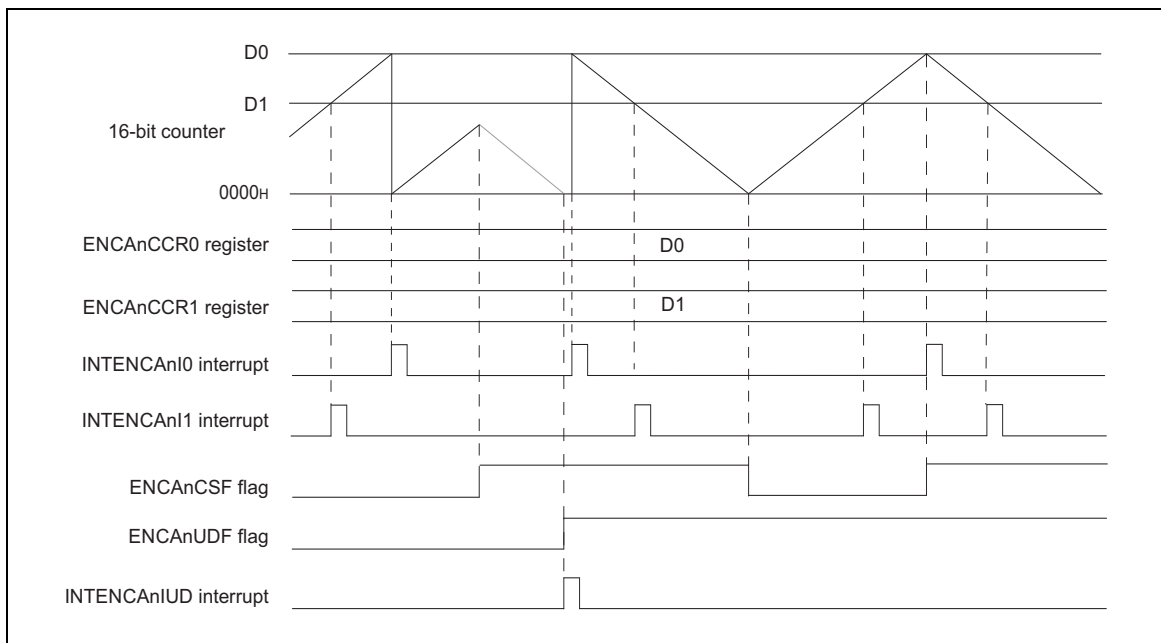 D0
D1
16-bit counter
0000H
ENCAnCCR0 register
D0
ENCAnCCR1 register
D1
INTENCAnI0 interrupt
INTENCAnI1 interrupt
ENCAnCSF flag
ENCAnUDF flag
INTENCAnIUD interrupt